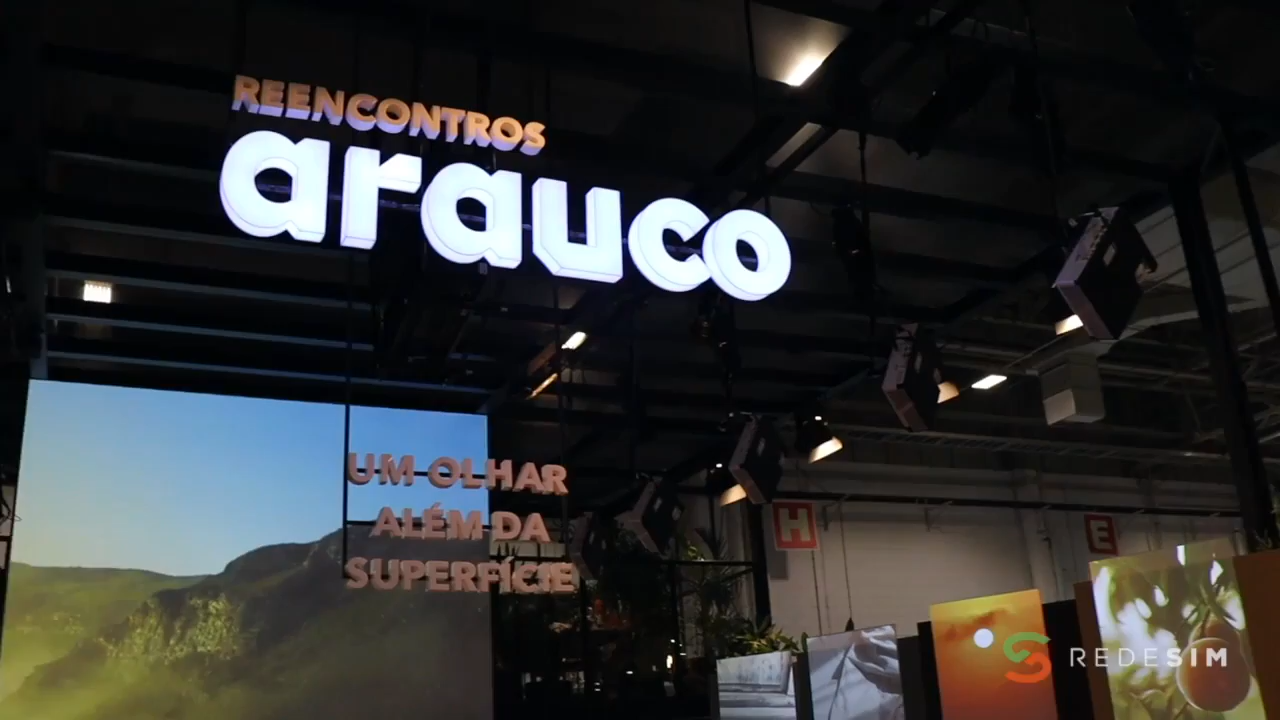 REENCONTROS
arauco
UM OLHAR
ALÉM DA
SUPERFÍCIE
H
E
REDESIM